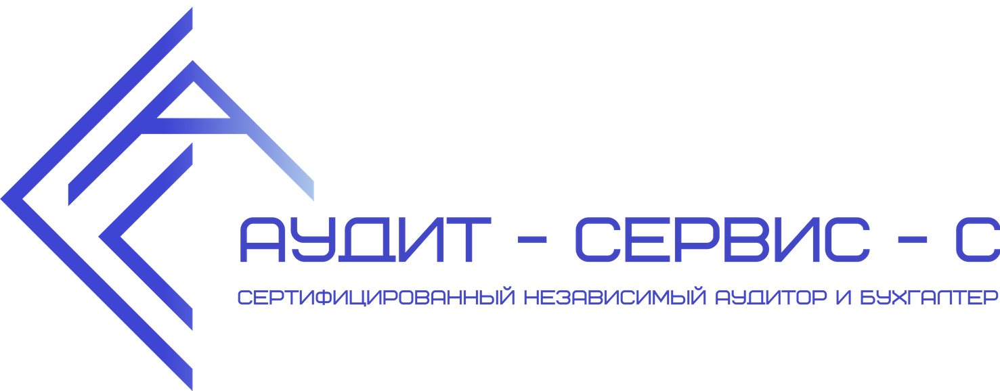 АУДИТ - СЕРВИС - С
СЕРТИФИЦИРОВАННЫЙ НЕЗАВИСИМЫЙ АУДИТОР И БУХГАЛТЕР